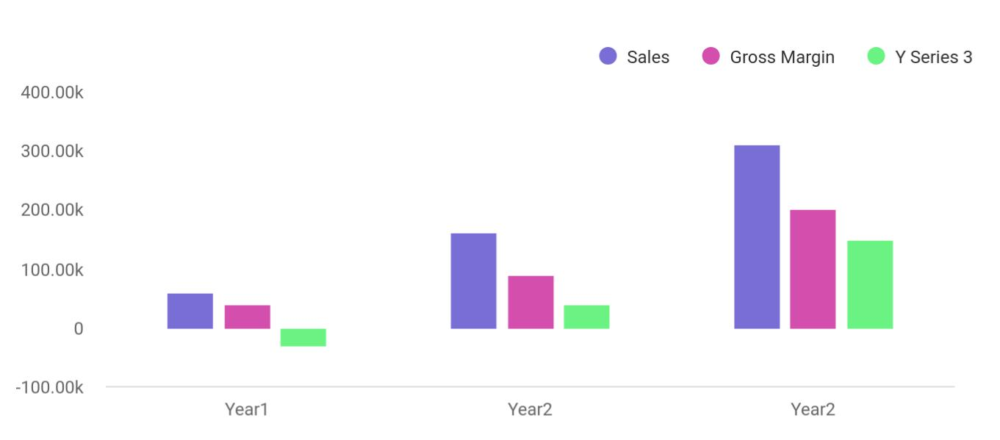 Sales Gross Margin Y Series 3
400.00k
300.00k
200.00k
100.00k
0
-100.00k
Year1 Year2 Year2